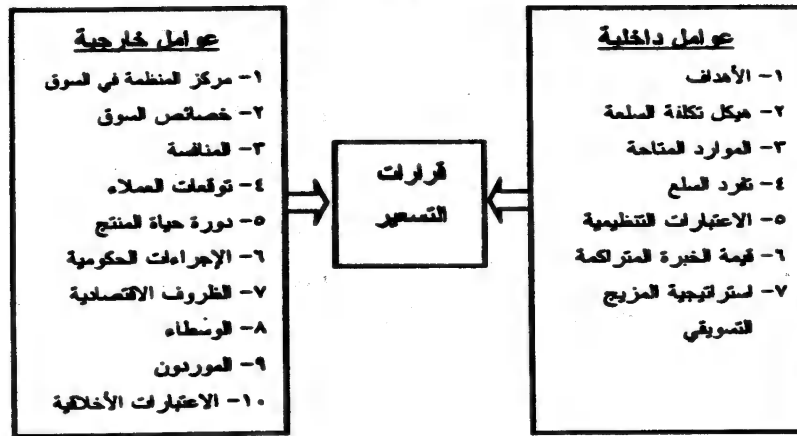 عوامل داخلية
١- الأهداف
٢- هيكل تكلفة السلعة
٣- الموارد المتاحة
٤- تفرد السلع
٥- الاعتبارات التنظيمية
٦- قيمة الخبرة المتراكمة
٧- استراتيجية المزيج
التسويقي
قرارات
التسعير
عوامل خارجية
١- مركز المنظمة في السوق
٢- خصائص السوق
٣- المنافسة
٤- توقعات العملاء
٥- دورة حياة المنتج
٦- الإجراءات الحكومية
٧- الظروف الاقتصادية
٨- الوسطاء
٩- الموردون
١٠- الاعتبارات الأخلاقية